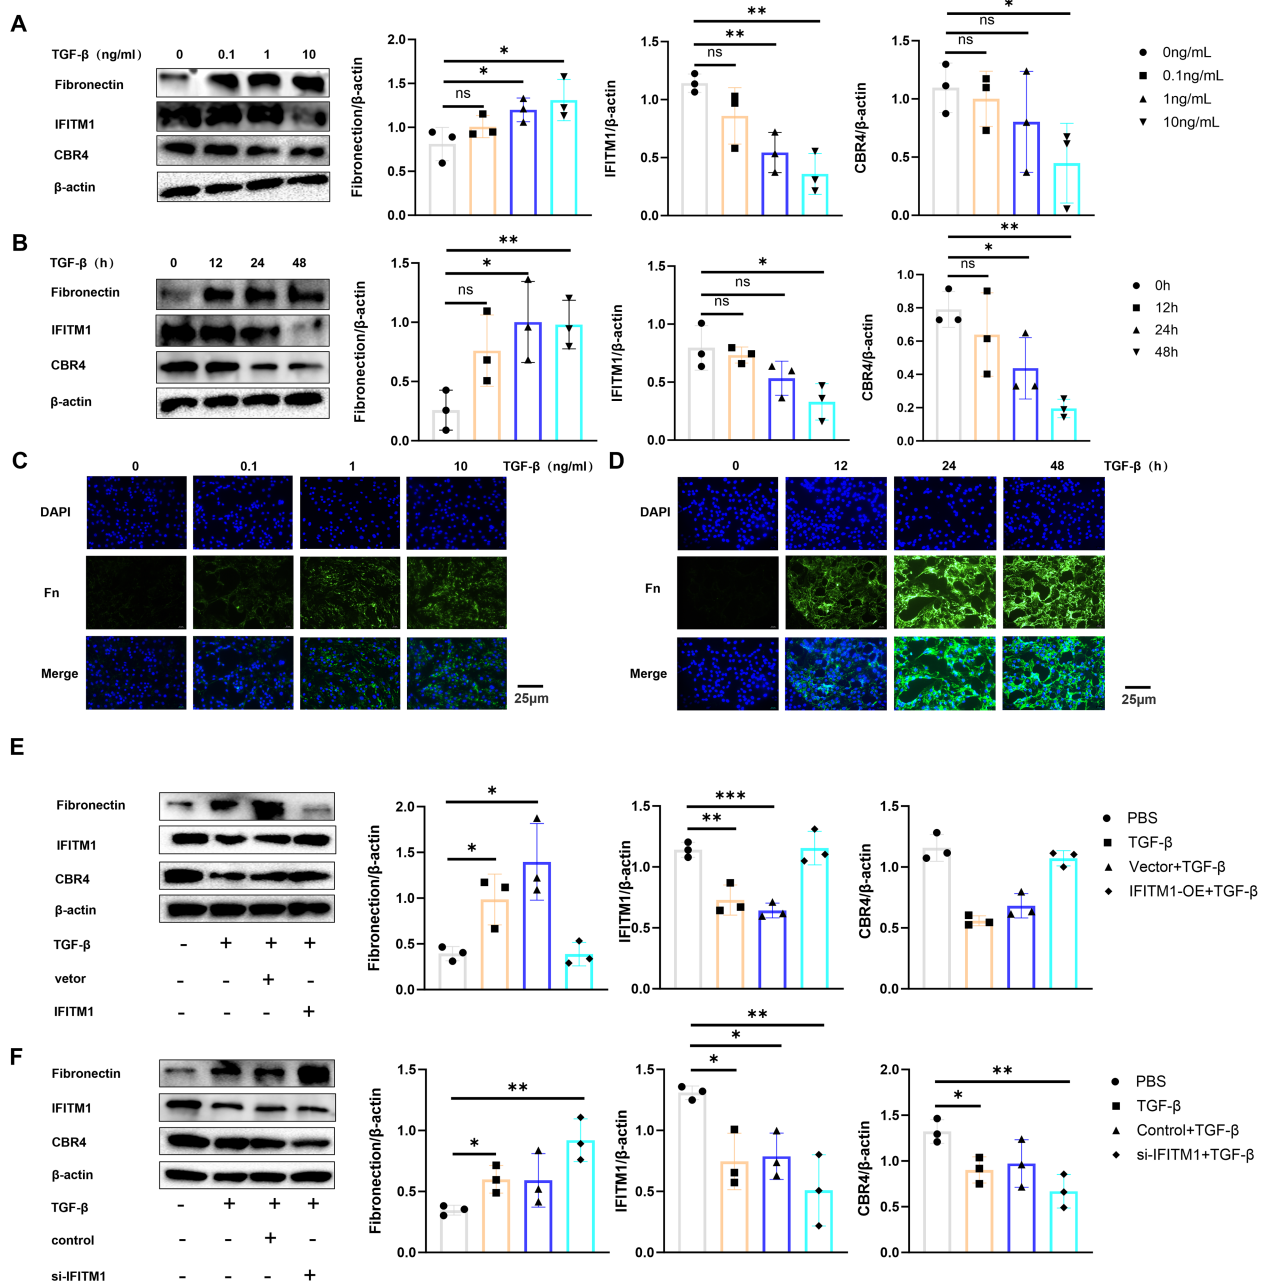 A
TGF-β (ng/ml) 0 0.1 1 10
Fibronectin
IFITM1
CBR4
β-actin
Fibronection/β-actin
2.0
1.5
1.0
0.5
0.0
ns
*
*
IFITM1/β-actin
1.5
1.0
0.5
0.0
ns
**
**
CBR4/β-actin
1.5
1.0
0.5
0.0
ns
ns
*
0ng/mL
0.1ng/mL
1ng/mL
10ng/mL
B
TGF-β (h) 0 12 24 48
Fibronectin
IFITM1
CBR4
β-actin
Fibronection/β-actin
1.5
1.0
0.5
0.0
ns
*
**
IFITM1/β-actin
1.5
1.0
0.5
0.0
ns
ns
*
CBR4/β-actin
1.0
0.8
0.6
0.4
0.2
0.0
ns
*
**
0h
12h
24h
48h
C
0 0.1 1 10 TGF-β (ng/ml)
DAPI
Fn
Merge
25μm
D
0 12 24 48 TGF-β (h)
DAPI
Fn
Merge
25μm
E
Fibronectin
IFITM1
CBR4
β-actin
TGF-β - + + +
vetor - - + -
IFITM1 - - - +
Fibronection/β-actin
2.0
1.5
1.0
0.5
0.0
*
*
IFITM1/β-actin
1.5
1.0
0.5
0.0
**
***
CBR4/β-actin
1.5
1.0
0.5
0.0
PBS
TGF-β
Vector+TGF-β
IFITM1-OE+TGF-β
F
Fibronectin
IFITM1
CBR4
β-actin
TGF-β - + + +
control - - + -
si-IFITM1 - - - +
Fibronection/β-actin
1.5
1.0
0.5
0.0
*
**
IFITM1/β-actin
1.5
1.0
0.5
0.0
*
*
**
CBR4/β-actin
2.0
1.5
1.0
0.5
0.0
*
**
PBS
TGF-β
Control+TGF-β
si-IFITM1+TGF-β